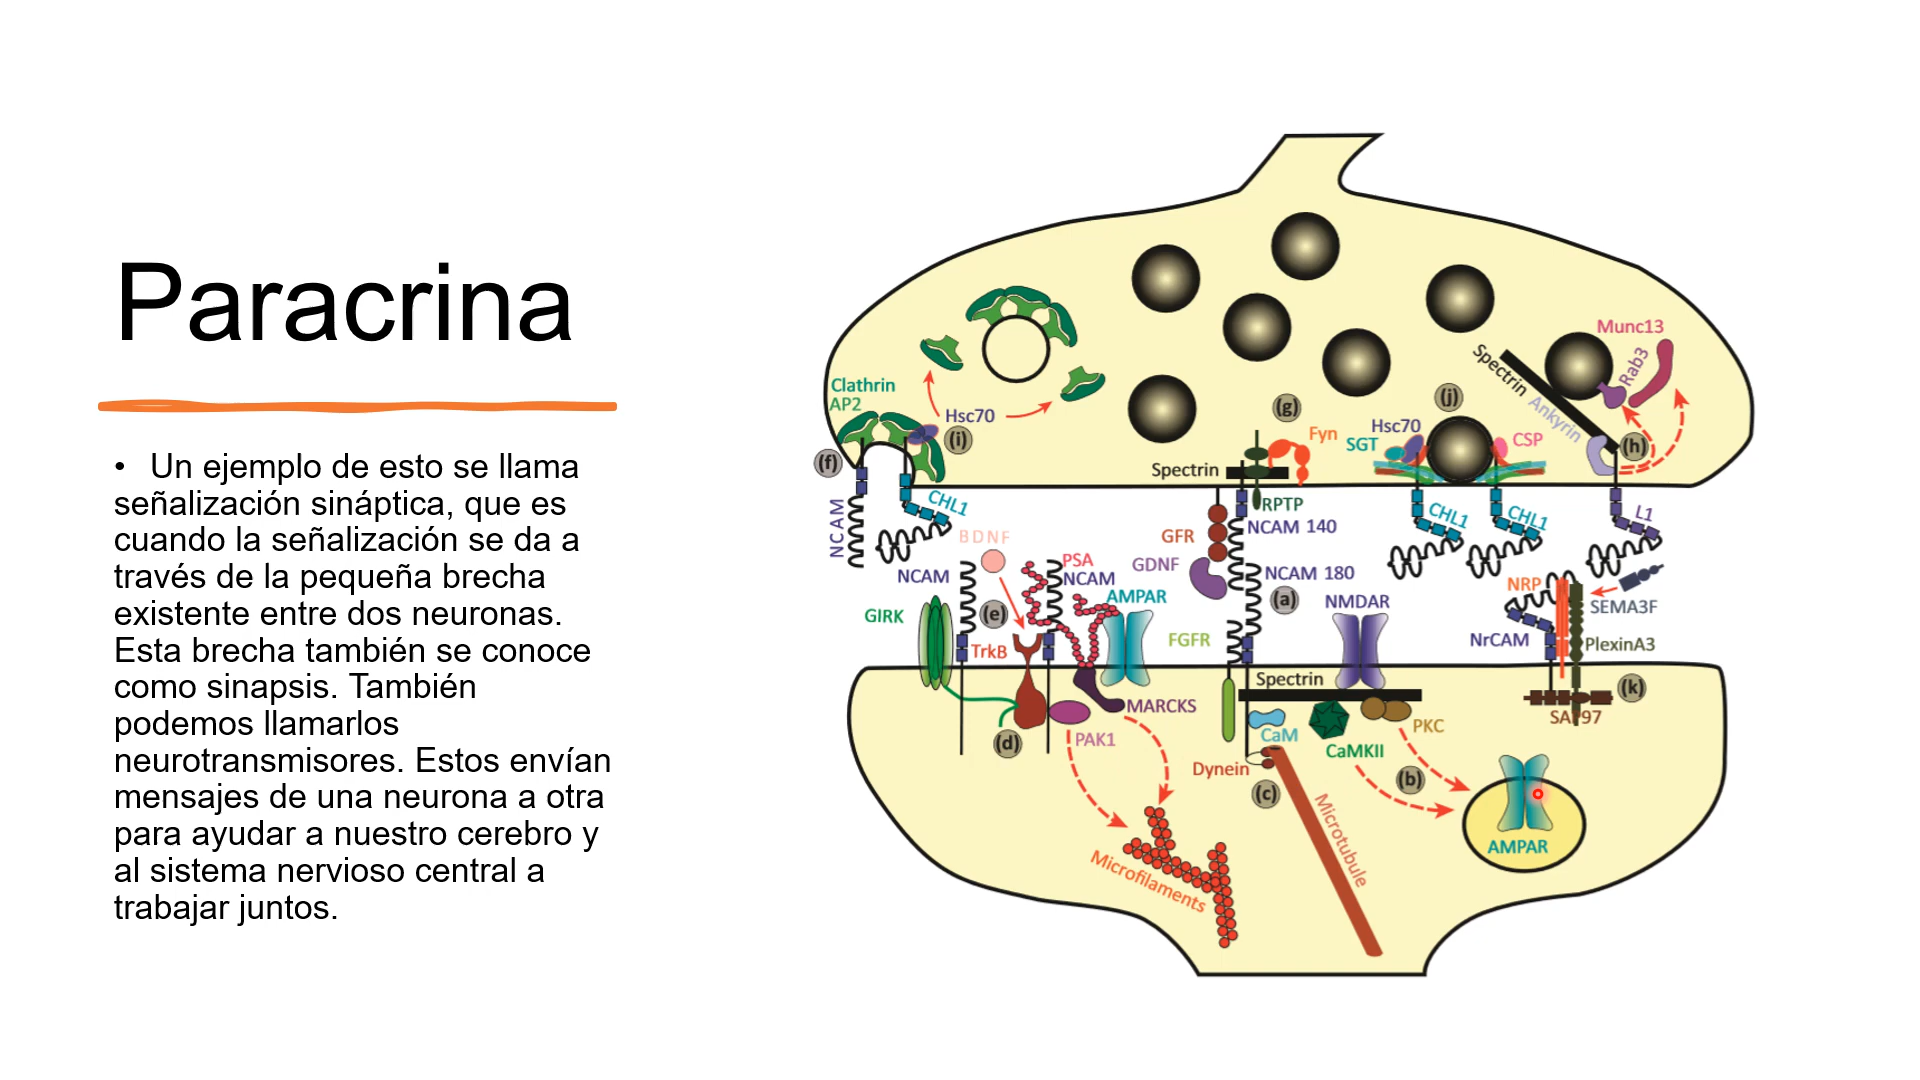 Paracrina
• Un ejemplo de esto se llama
señalización sináptica, que es
cuando la señalización se da a
través de la pequeña brecha
existente entre dos neuronas.
Esta brecha también se conoce
como sinapsis. También
podemos llamarlos
neurotransmisores. Estos envían
mensajes de una neurona a otra
para ayudar a nuestro cerebro y
al sistema nervioso central a
trabajar juntos.
Munc13
Rab3
Spectrin
Ankyrin
(h)
Clathrin
AP2
Hsc70
(i)
(f)
NCAM
CHL1
(g)
Fyn
Spectrin
RPTP
(j)
Hsc70
SGT
CSP
CHL1
CHL1
L1
BDNF
GFR
NCAM 140
GDNF
NCAM 180
(a)
NCAM
PSA
NCAM
AMPAR
GIRK
(e)
TrkB
FGFR
NMDAR
NRP
SEMA3F
NrCAM
PlexinA3
(k)
SAP97
MARCKS
PAK1
(d)
Spectrin
CaM
CaMKII
PKC
Dynein
(c)
(b)
Microtubule
Microfilaments
AMPAR